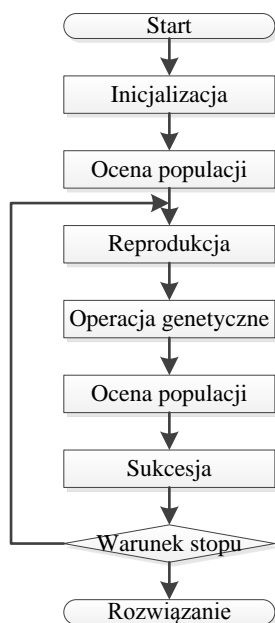 Start
Inicjalizacja
Ocena populacji
Reprodukcja
Operacja genetyczne
Ocena populacji
Sukcesja
Warunek stopu
Rozwiązanie